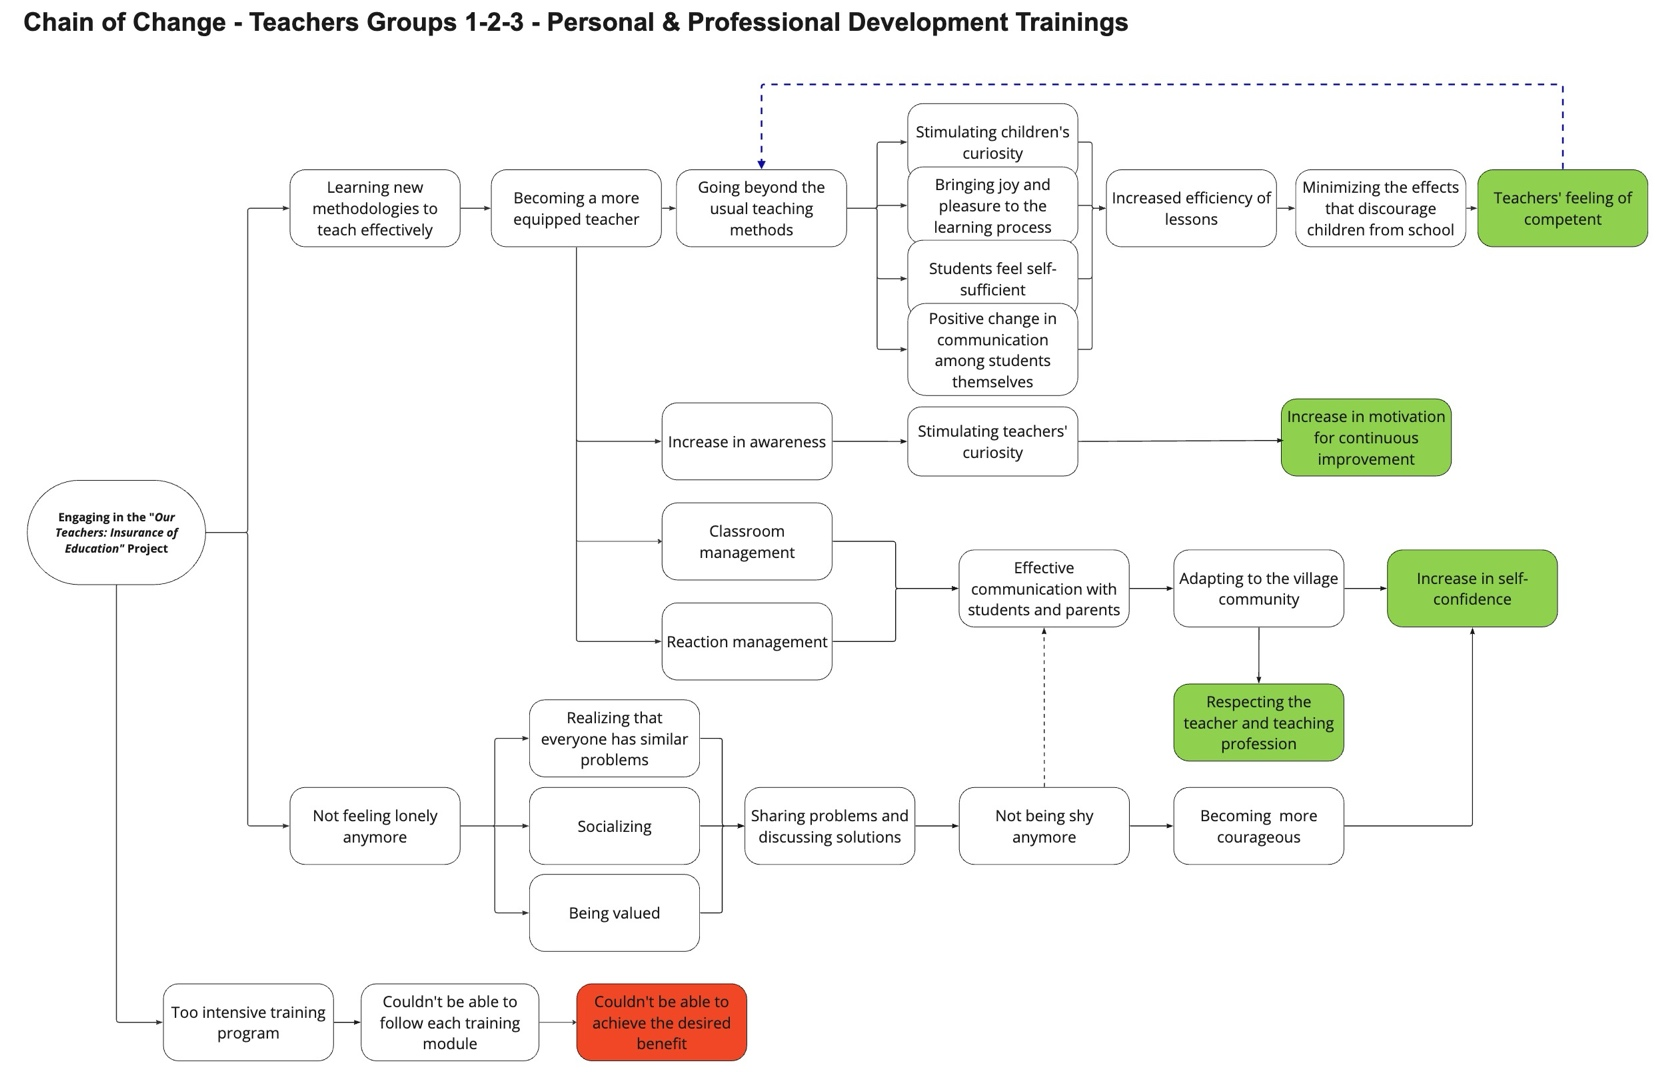 Chain of Change - Teachers Groups 1-2-3 - Personal & Professional Development Trainings
Learning new
methodologies to
teach effectively
Becoming a more
equipped teacher
Going beyond the
usual teaching
methods
Stimulating children's
curiosity
Bringing joy and
pleasure to the
learning process
Students feel self-
sufficient
Positive change in
communication
among students
themselves
Increased efficiency of
lessons
Minimizing the effects
that discourage
children from school
Teachers' feeling of
competent
Increase in awareness
Stimulating teachers'
curiosity
Increase in motivation
for continuous
improvement
Engaging in the "Our
Teachers: Insurance of
Education" Project
Classroom
management
Reaction management
Effective
communication with
students and parents
Adapting to the village
community
Increase in self-
confidence
Respecting the
teacher and teaching
profession
Not feeling lonely
anymore
Realizing that
everyone has similar
problems
Socializing
Being valued
Sharing problems and
discussing solutions
Not being shy
anymore
Becoming more
courageous
Too intensive training
program
Couldn't be able to
follow each training
module
Couldn't be able to
achieve the desired
benefit